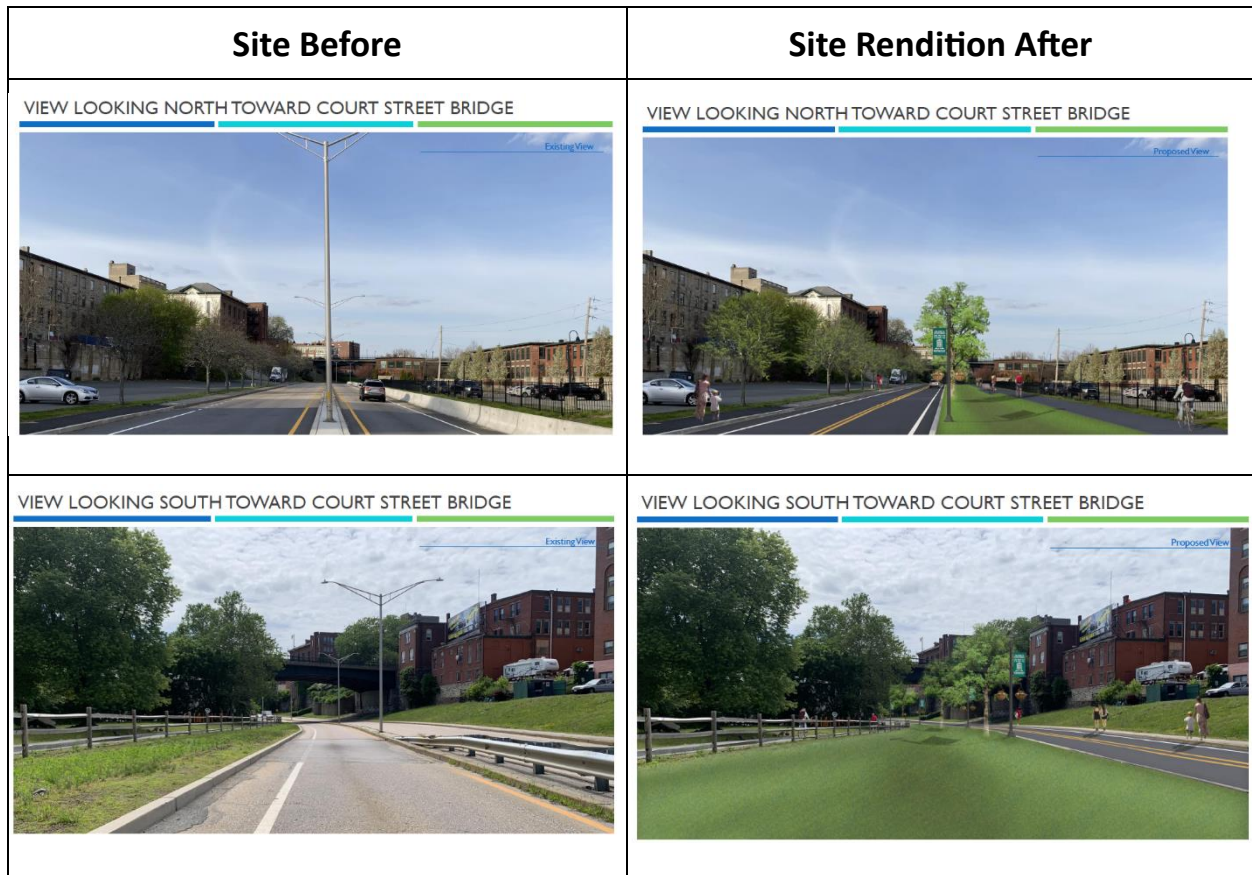 Site Before
Site Rendition After
VIEW LOOKING NORTH TOWARD COURT STREET BRIDGE
Existing View
VIEW LOOKING NORTH TOWARD COURT STREET BRIDGE
Proposed View
VIEW LOOKING SOUTH TOWARD COURT STREET BRIDGE
Existing View
VIEW LOOKING SOUTH TOWARD COURT STREET BRIDGE
Proposed View